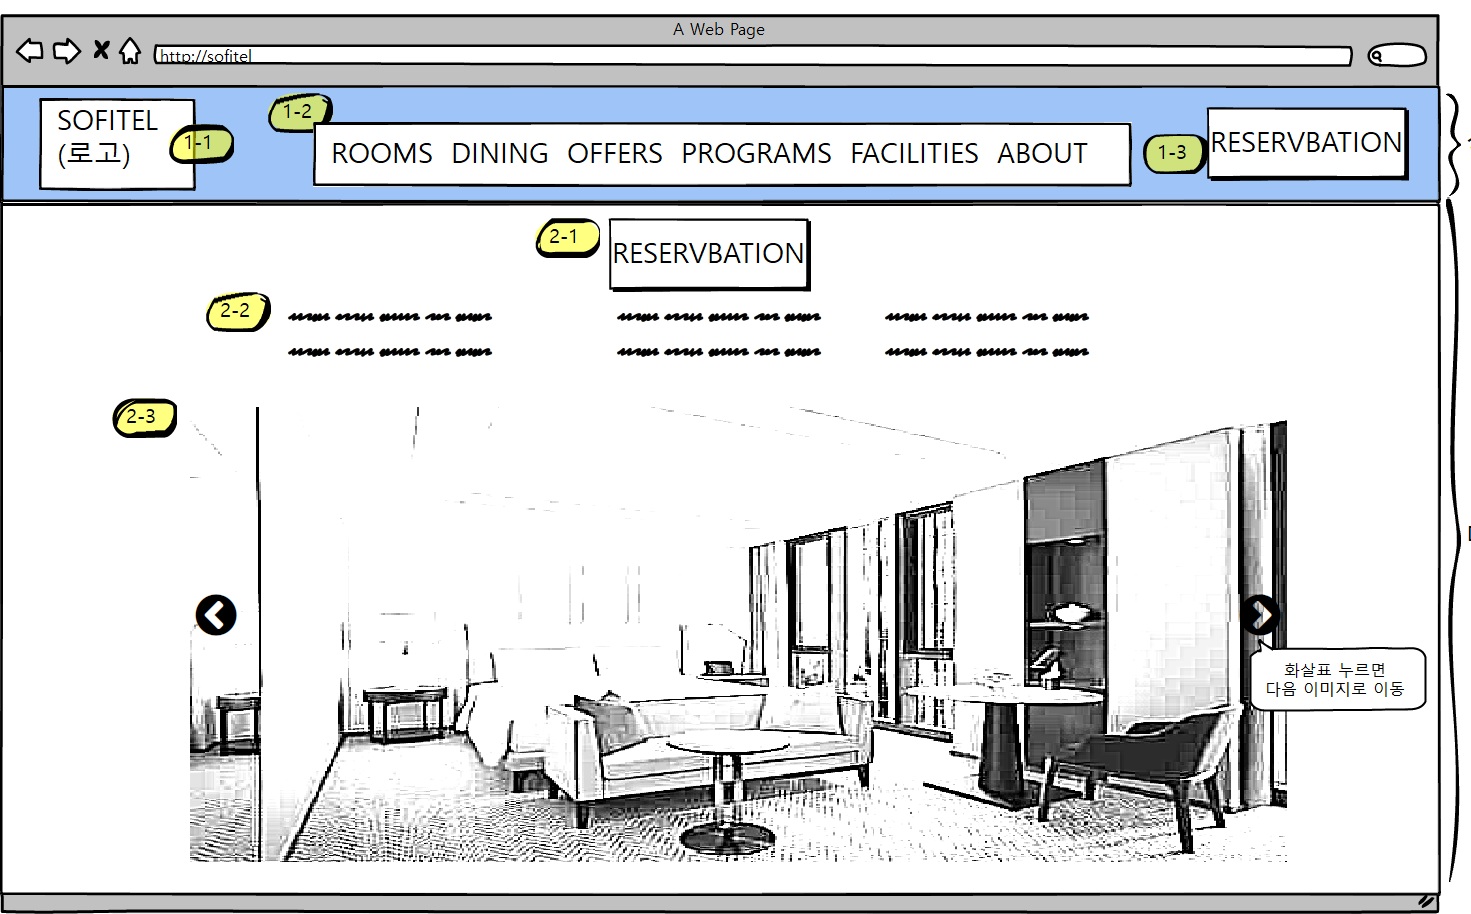 A Web Page
http://sofitel
SOFITEL
(로고)
1-1
1-2
ROOMS DINING OFFERS PROGRAMS FACILITIES ABOUT
1-3
RESERVBATION
2-1
RESERVBATION
2-2
2-3
화살표 누르면
다음 이미지로 이동